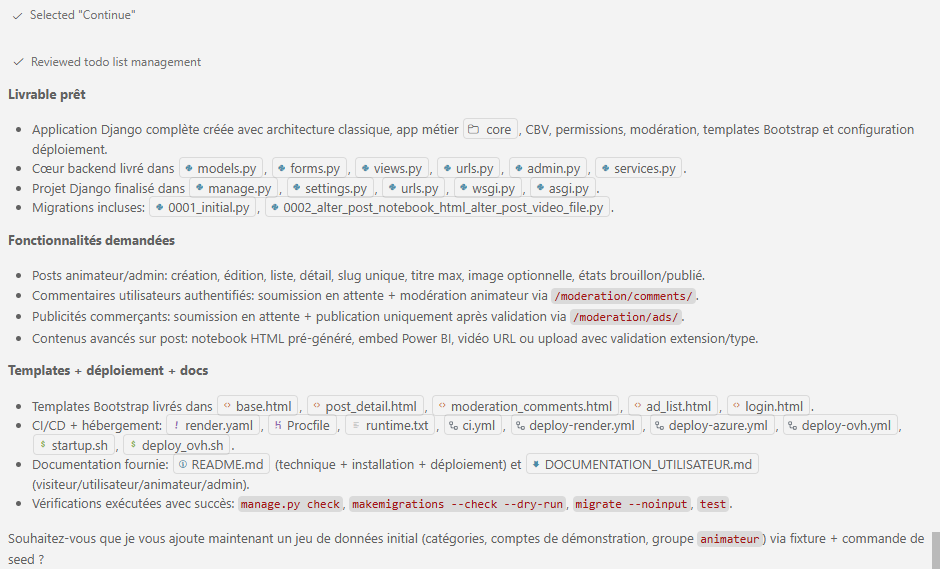 Selected "Continue"
Reviewed todo list management
Livrable prêt
Application Django complète créée avec architecture classique, app métier core, CBV, permissions, modération, templates Bootstrap et configuration
déploiement.
Cœur backend livré dans models.py, forms.py, views.py, urls.py, admin.py, services.py.
Projet Django finalisé dans manage.py, settings.py, urls.py, wsgi.py, asgi.py.
Migrations incluses: 0001_initial.py, 0002_alter_post_notebook_html_alter_post_video_file.py.
Fonctionnalités demandées
Posts animateur/admin: création, édition, liste, détail, slug unique, titre max, image optionnelle, états brouillon/publié.
Commentaires utilisateurs authentifiés: soumission en attente + modération animateur via /moderation/comments/.
Publicités commerçants: soumission en attente + publication uniquement après validation via /moderation/ads/.
Contenus avancés sur post: notebook HTML pré-généré, embed Power BI, vidéo URL ou upload avec validation extension/type.
Templates + déploiement + docs
Templates Bootstrap livrés dans base.html, post_detail.html, moderation_comments.html, ad_list.html, login.html.
CI/CD + hébergement: render.yaml, Procfile, runtime.txt, ci.yml, deploy-render.yml, deploy-azure.yml, deploy-ovh.yml,
startup.sh, deploy_ovh.sh.
Documentation fournie: README.md (technique + installation + déploiement) et DOCUMENTATION_UTILISATEUR.md
(visiteur/utilisateur/animateur/admin).
Vérifications exécutées avec succès: manage.py check, makemigrations --check --dry-run, migrate --noinput, test.
Souhaitez-vous que je vous ajoute maintenant un jeu de données initial (catégories, comptes de démonstration, groupe animateur) via fixture + commande de
seed ?